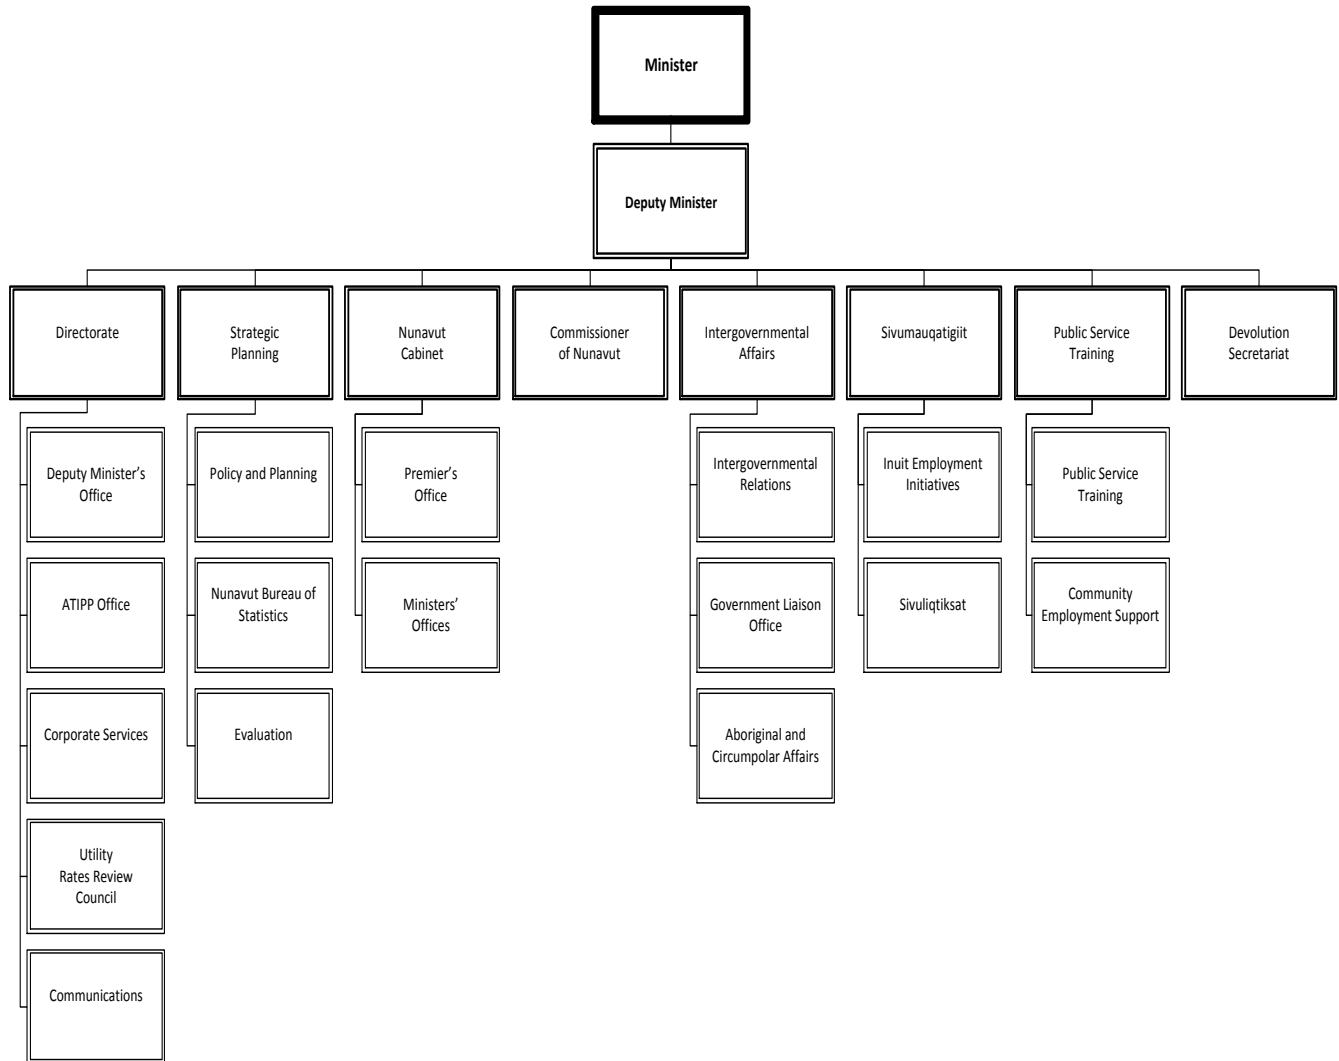 Minister
Deputy Minister
Directorate
Strategic
Planning
Nunavut
Cabinet
Commissioner
of Nunavut
Intergovernmental
Affairs
Sivumauqatigiit
Public Service
Training
Devolution
Secretariat
Deputy Minister’s
Office
Policy and Planning
Premier’s
Office
Intergovernmental
Relations
Inuit Employment
Initiatives
Public Service
Training
ATIPP Office
Nunavut Bureau of
Statistics
Ministers’
Offices
Government Liaison
Office
Sivuliqtiksat
Community
Employment Support
Corporate Services
Evaluation
Aboriginal and
Circumpolar Affairs
Utility
Rates Review
Council
Communications